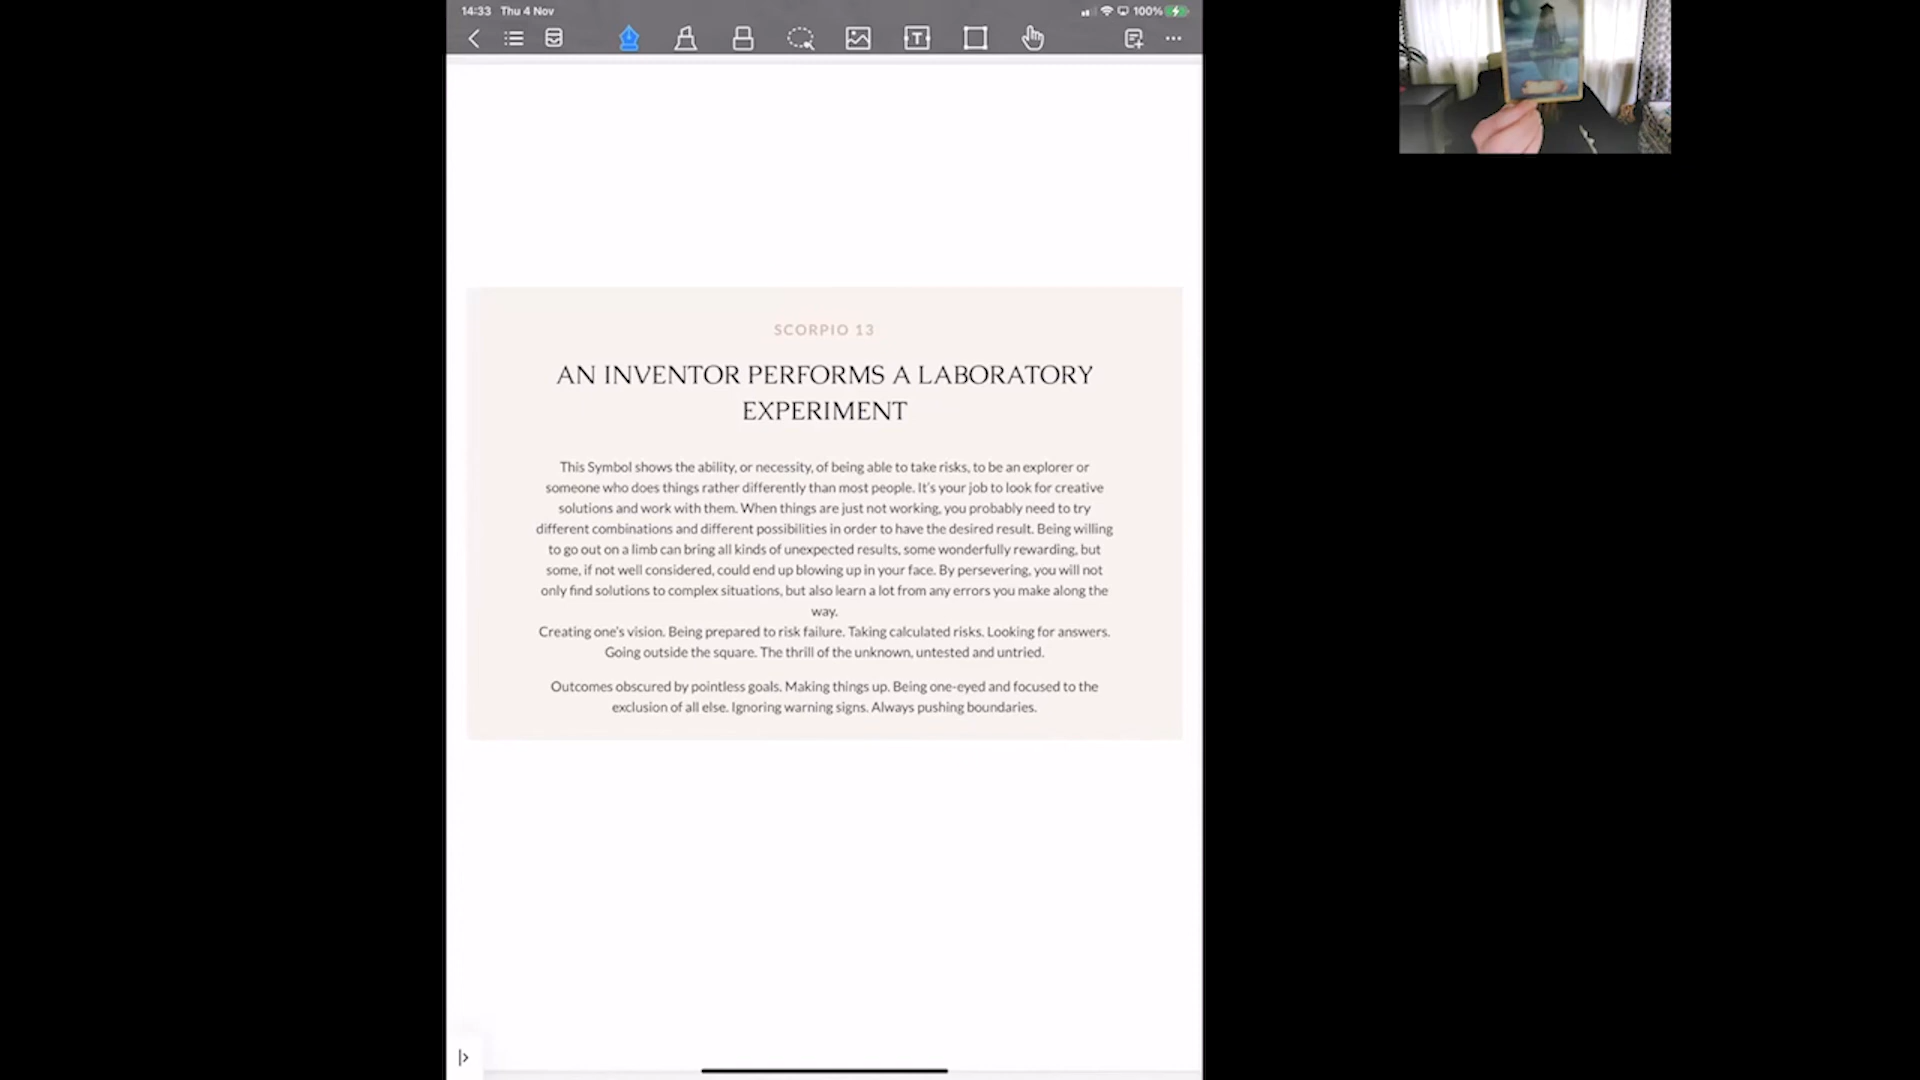 14:33 Thu 4 Nov
100%
T
SCORPIO 13
AN INVENTOR PERFORMS A LABORATORY
EXPERIMENT
This Symbol shows the ability, or necessity, of being able to take risks, to be an explorer or
someone who does things rather differently than most people. It's your job to look for creative
solutions and work with them. When things are just not working, you probably need to try
different combinations and different possibilities in order to have the desired result. Being willing
to go out on a limb can bring all kinds of unexpected results, some wonderfully rewarding, but
some, if not well considered, could end up blowing up in your face. By persevering, you will not
only find solutions to complex situations, but also learn a lot from any errors you make along the
way.
Creating one's vision. Being prepared to risk failure. Taking calculated risks. Looking for answers.
Going outside the square. The thrill of the unknown, untested and untried.
Outcomes obscured by pointless goals. Making things up. Being one-eyed and focused to the
exclusion of all else. Ignoring warning signs. Always pushing boundaries.